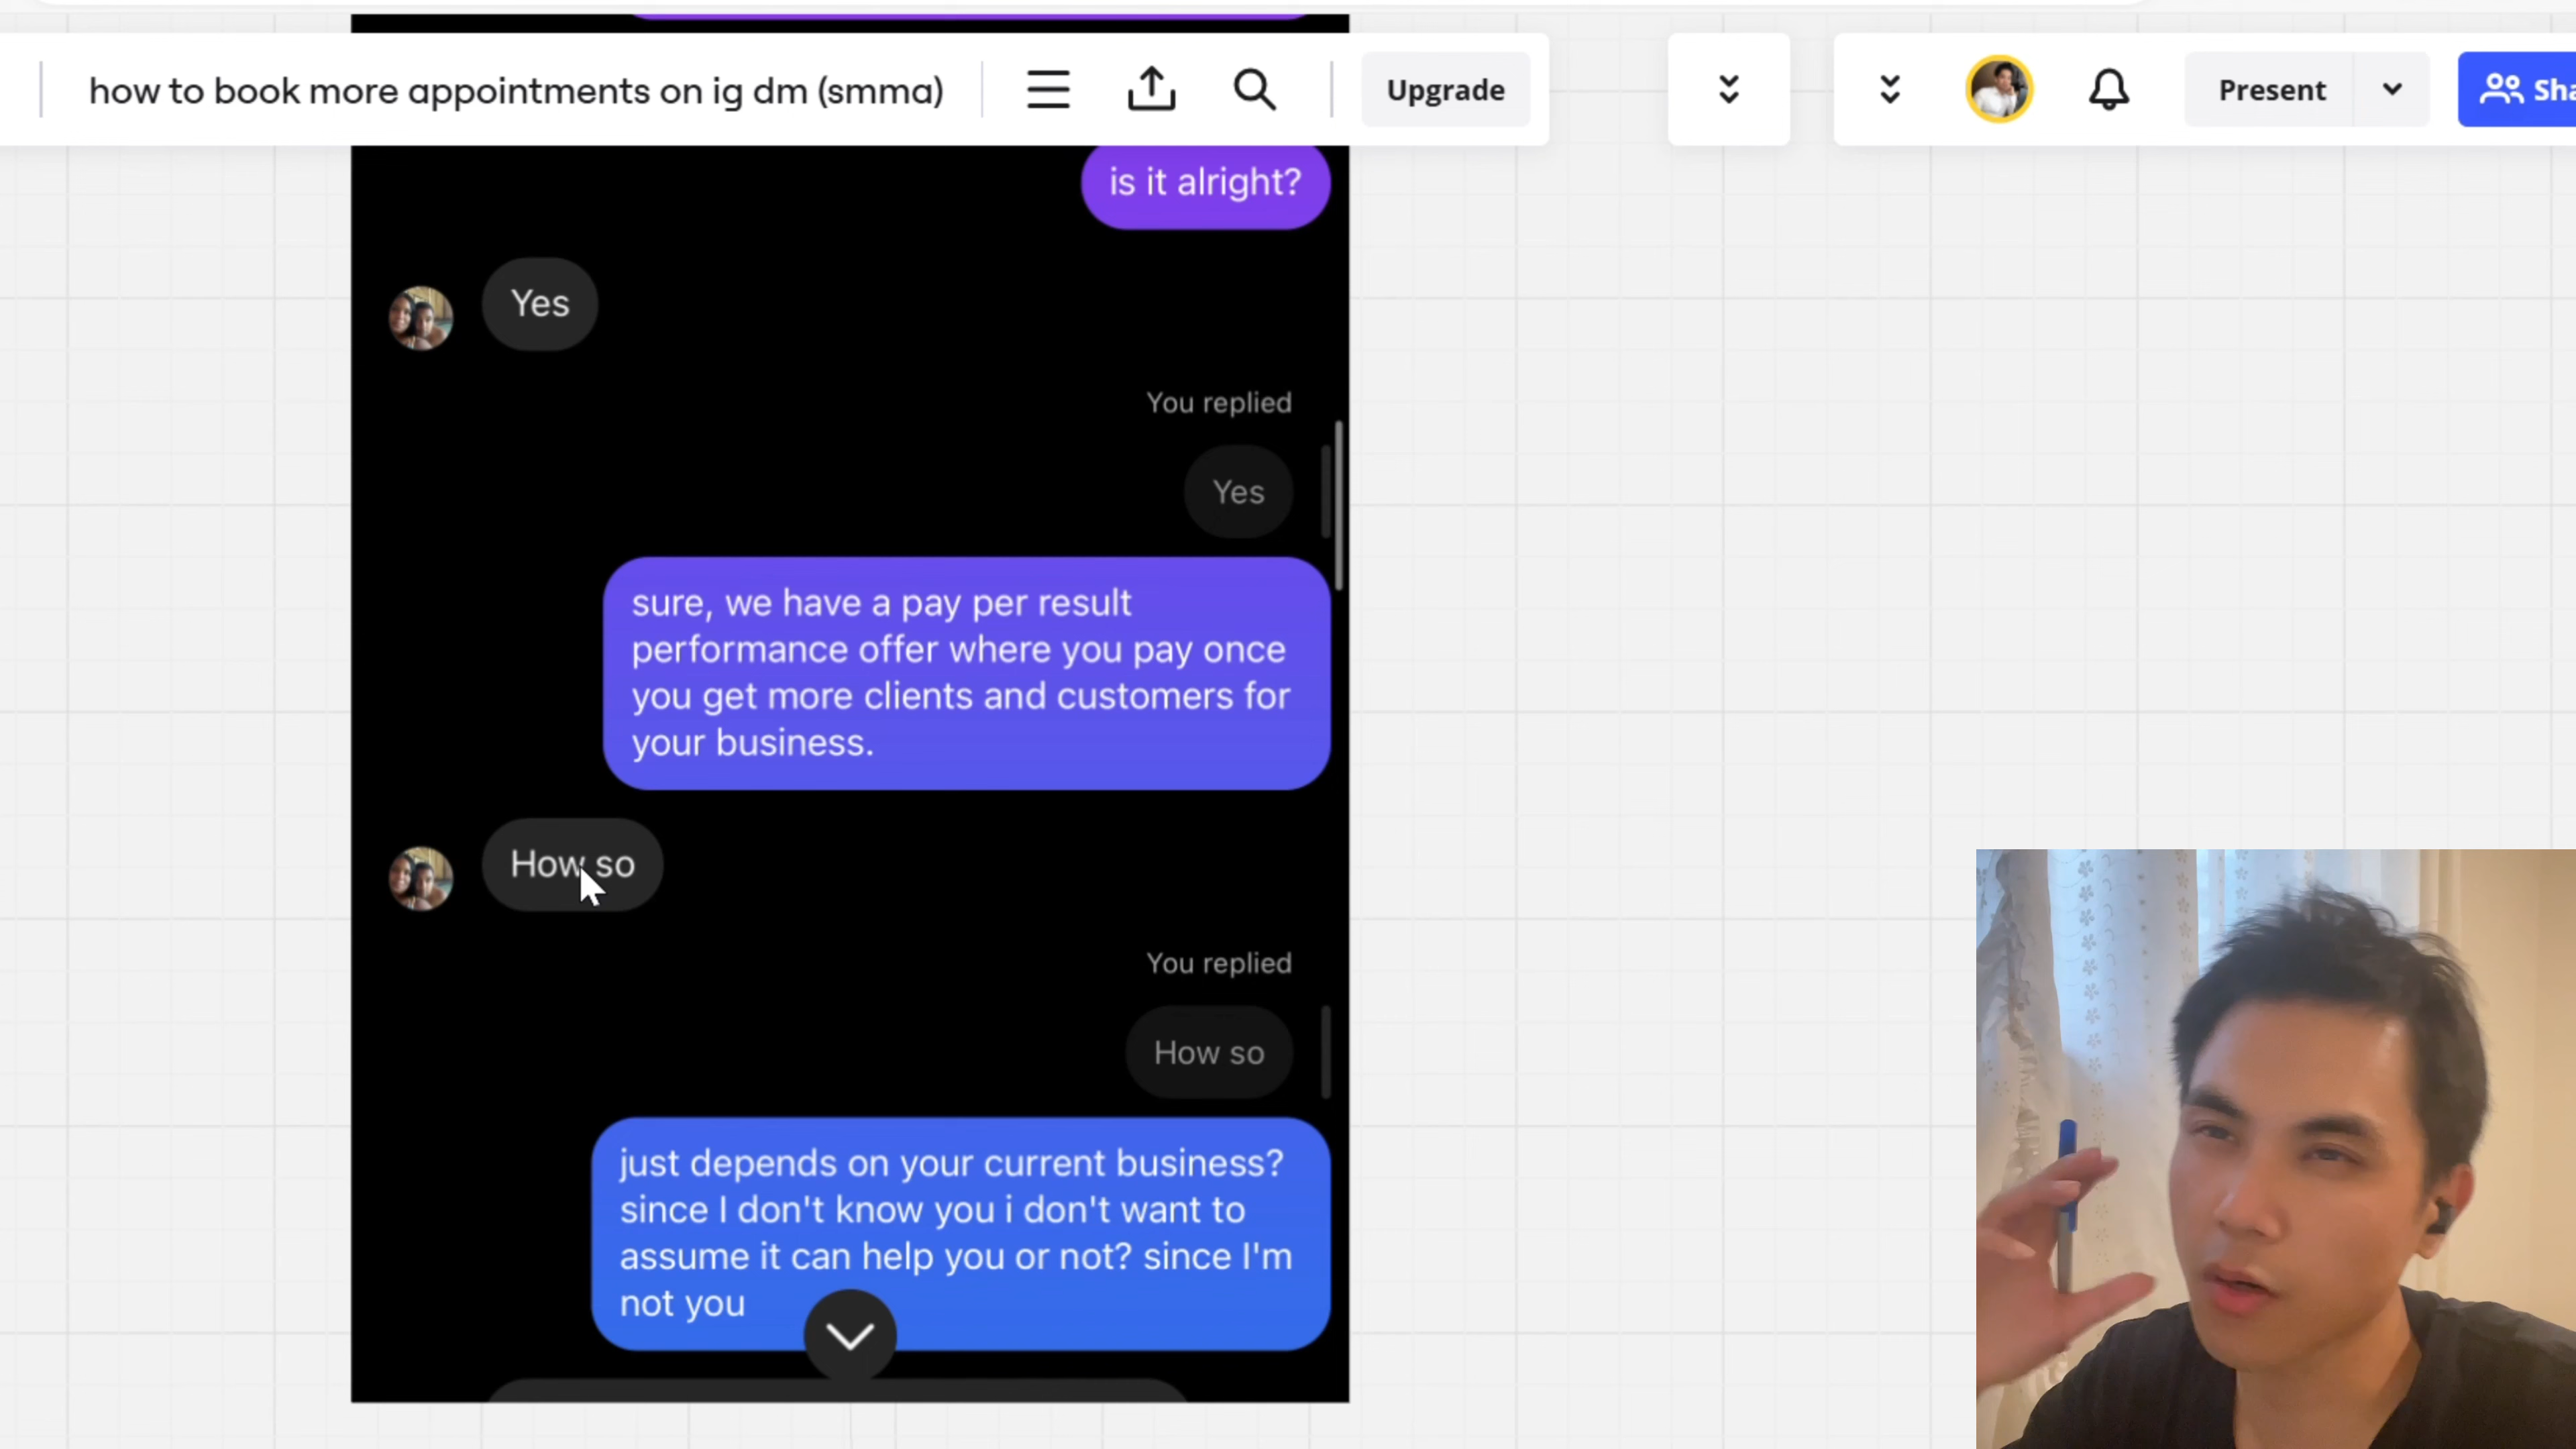 how to book more appointments on ig dm (smma)
Upgrade
Present
Sha
is it alright?
Yes
You replied
Yes
sure, we have a pay per result
performance offer where you pay once
you get more clients and customers for
your business.
How so
You replied
How so
just depends on your current business?
since I don't know you i don't want to
assume it can help you or not? since I'm
not you